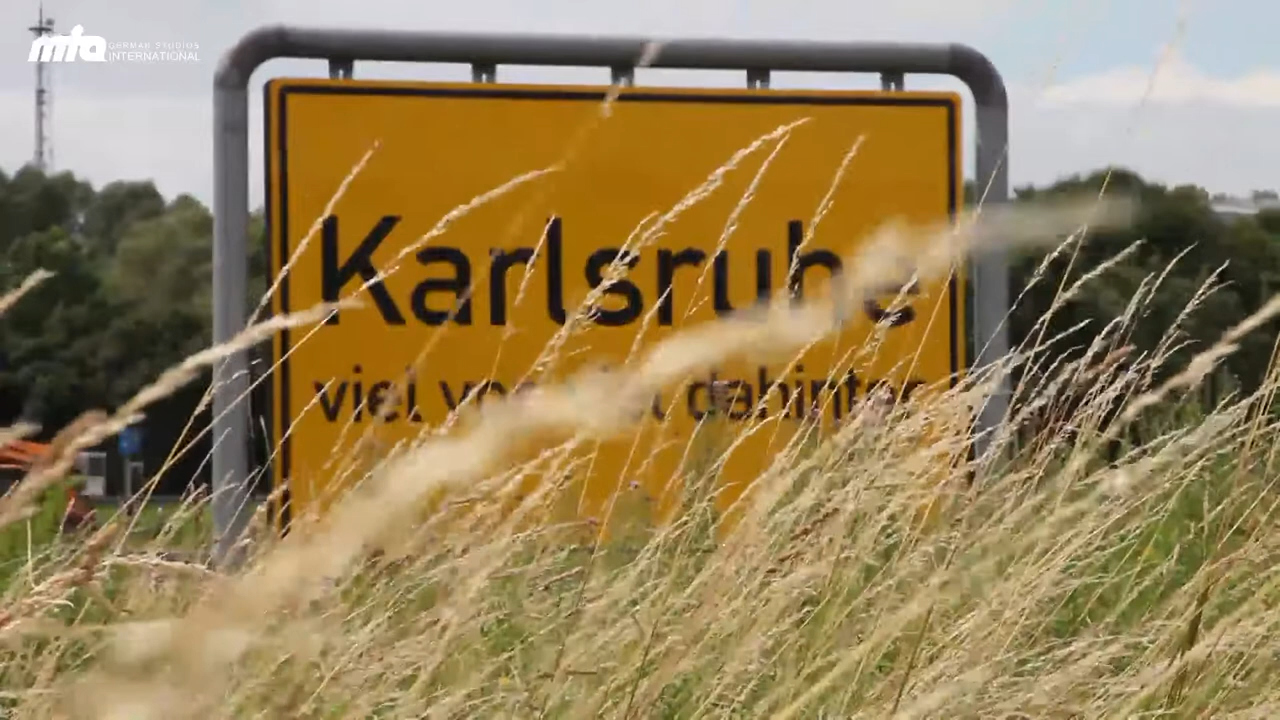 mta GERMAN STUDIOS
INTERNATIONAL
Karlsruhe
viel dahinter